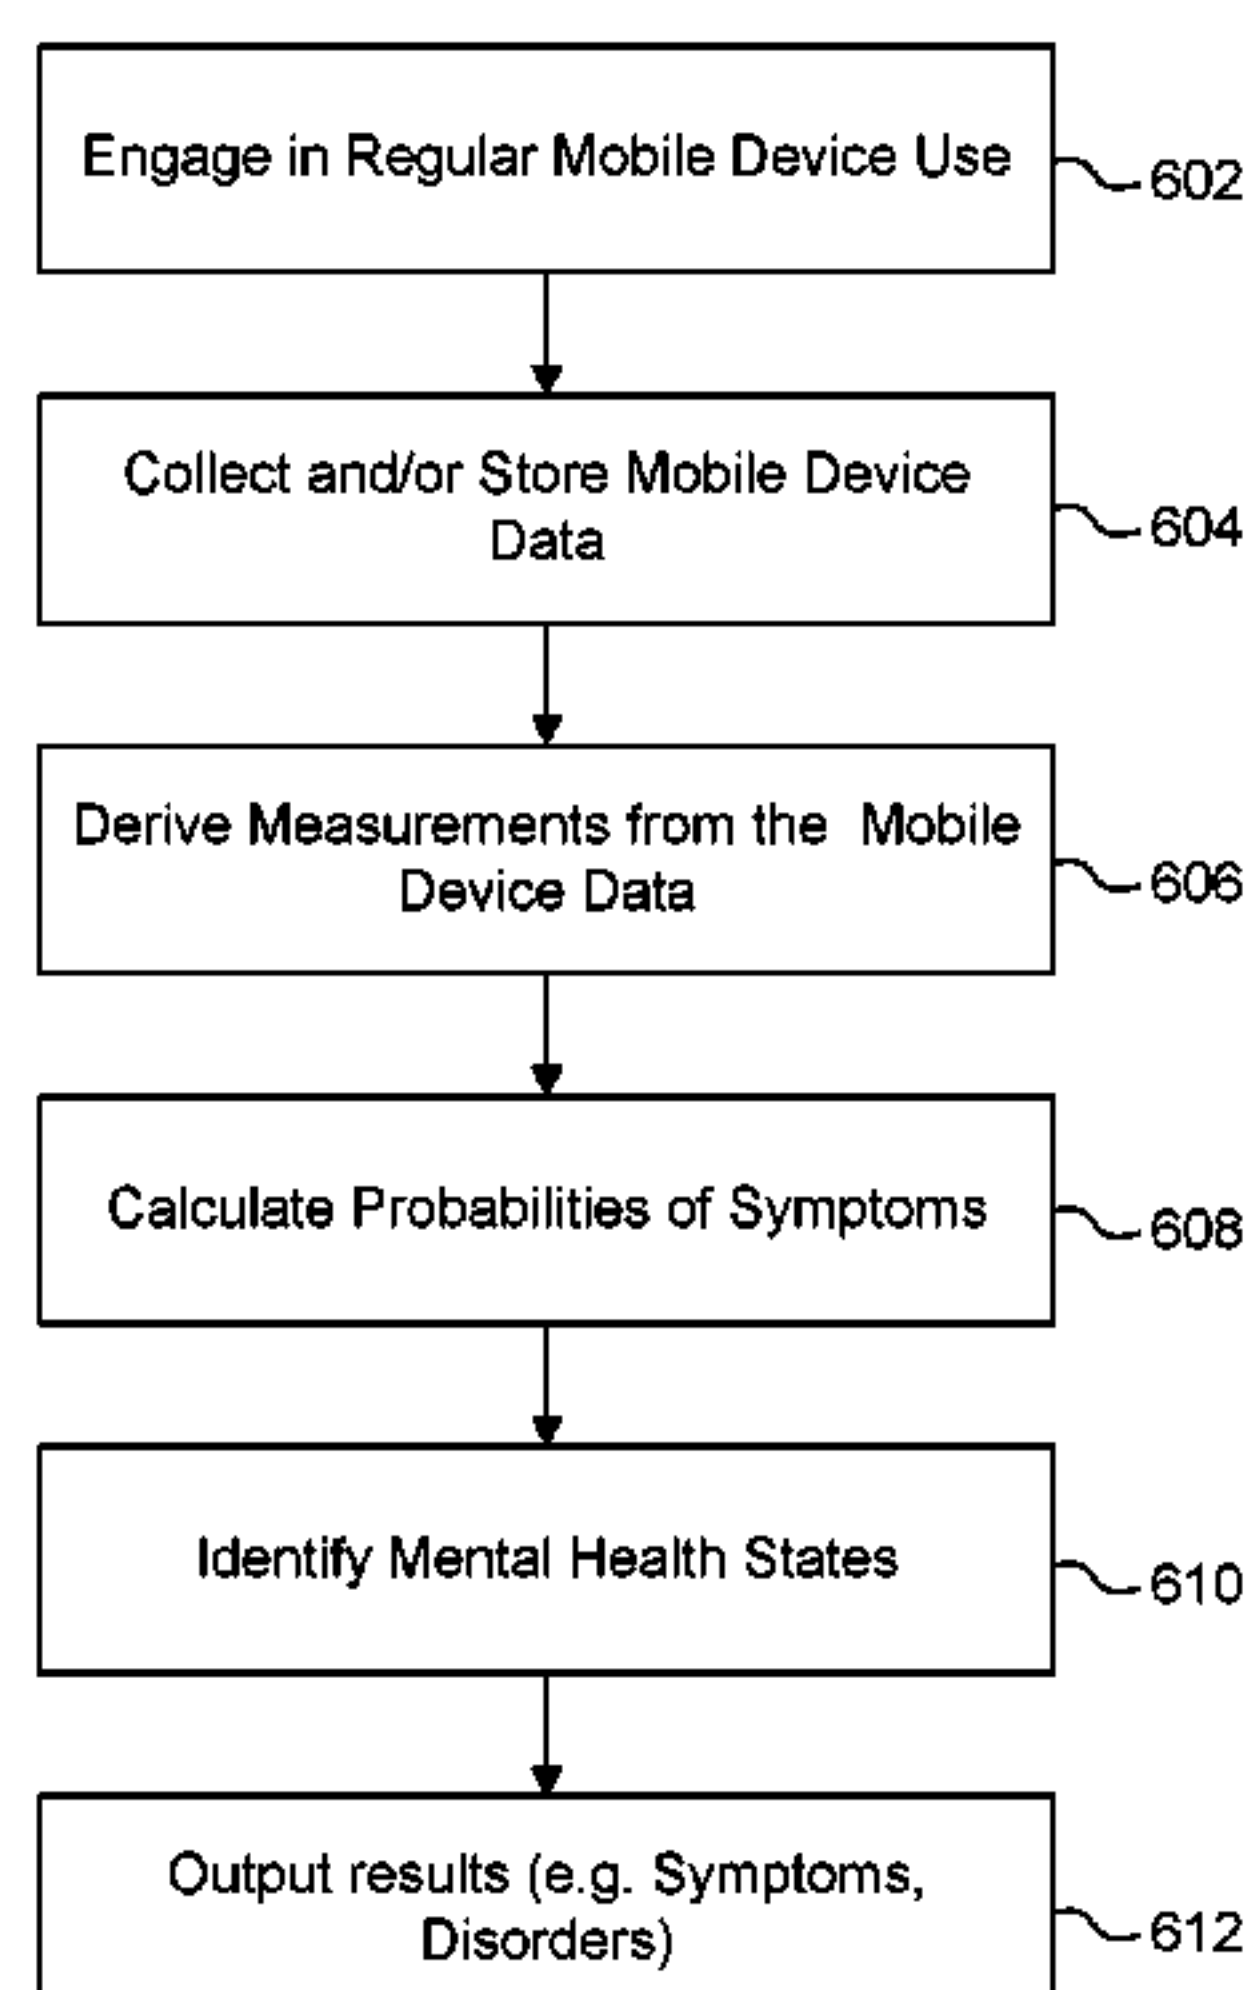 Engage in Regular Mobile Device Use
602
Collect and/or Store Mobile Device
Data
604
Derive Measurements from the Mobile
Device Data
606
Calculate Probabilities of Symptoms
608
Identify Mental Health States
610
Output results (e.g. Symptoms,
Disorders)
612